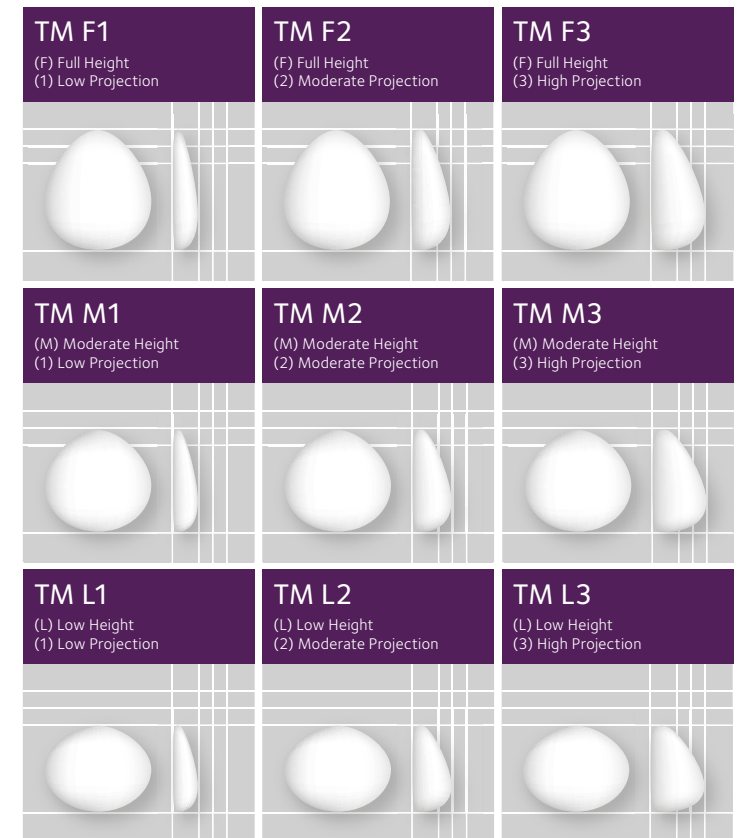 TM F1
(F) Full Height
(1) Low Projection
TM F2
(F) Full Height
(2) Moderate Projection
TM F3
(F) Full Height
(3) High Projection
TM M1
(M) Moderate Height
(1) Low Projection
TM M2
(M) Moderate Height
(2) Moderate Projection
TM M3
(M) Moderate Height
(3) High Projection
TM L1
(L) Low Height
(1) Low Projection
TM L2
(L) Low Height
(2) Moderate Projection
TM L3
(L) Low Height
(3) High Projection